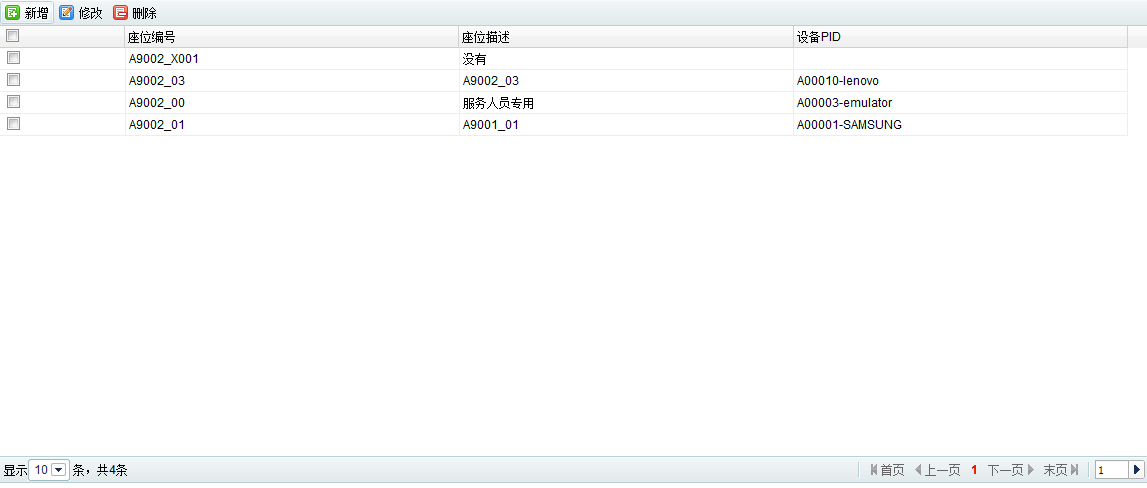 新增 修改 删除
座位编号 座位描述 设备PID
A9002_X001 没有
A9002_03 A9002_03 A00010-lenovo
A9002_00 服务人员专用 A00003-emulator
A9002_01 A9001_01 A00001-SAMSUNG
显示 10 条，共4条 首页 上一页 1 下一页 末页 1